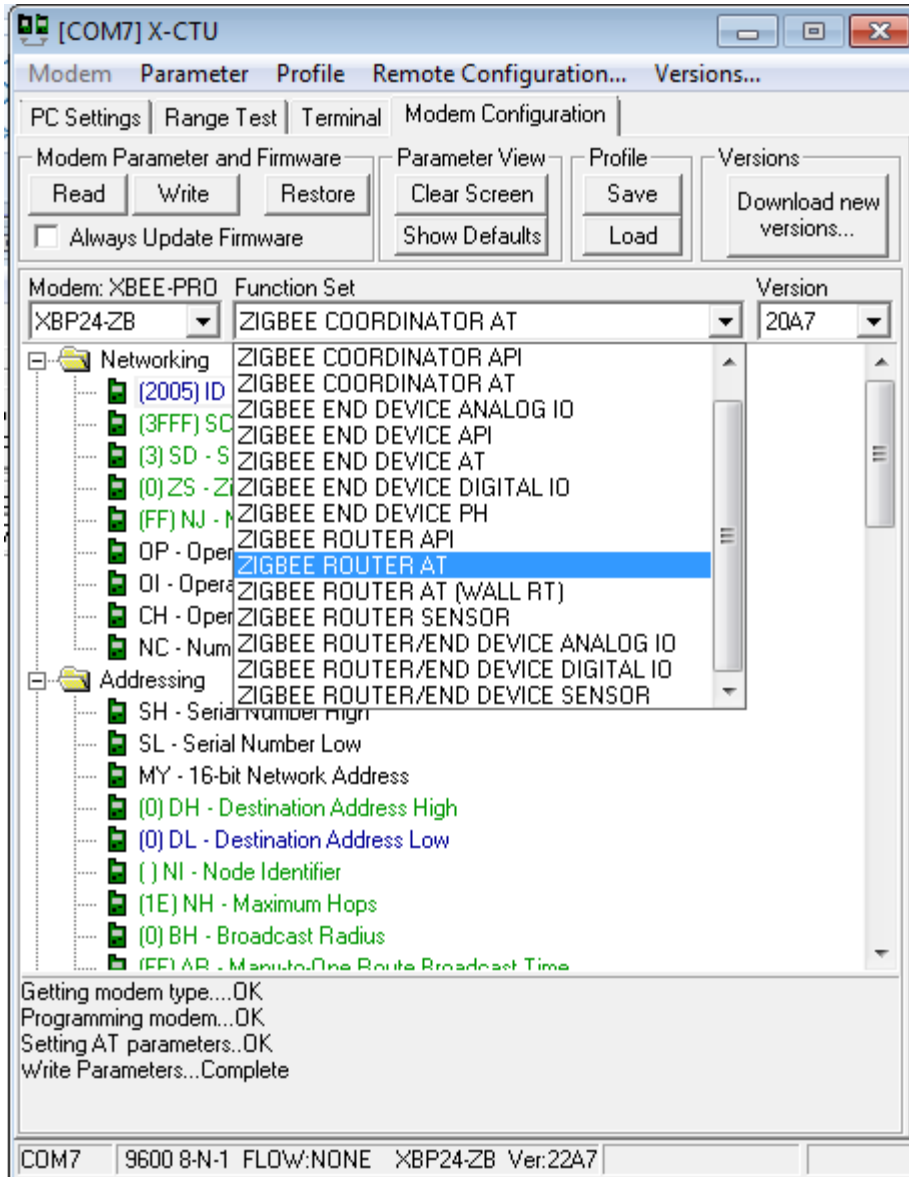 [COM7] X-CTU
Modem Parameter Profile Remote Configuration... Versions...
PC Settings Range Test Terminal Modem Configuration
Modem Parameter and Firmware Parameter View Profile Versions
Read Write Restore Clear Screen Save Download new versions...
Always Update Firmware Show Defaults Load
Modem: XBEE-PRO Function Set Version
XBP24-ZB ZIGBEE COORDINATOR AT 20A7
Networking
(2005) ID
(3FFF) SC
(3) SD - S
(0) ZS - Zi
(FF) NJ - N
OP - Oper
OI - Opera
CH - Oper
NC - Num
ZIGBEE COORDINATOR API
ZIGBEE COORDINATOR AT
ZIGBEE END DEVICE ANALOG IO
ZIGBEE END DEVICE API
ZIGBEE END DEVICE AT
ZIGBEE END DEVICE DIGITAL IO
ZIGBEE END DEVICE PH
ZIGBEE ROUTER API
ZIGBEE ROUTER AT
ZIGBEE ROUTER AT (WALL RT)
ZIGBEE ROUTER SENSOR
ZIGBEE ROUTER/END DEVICE ANALOG IO
ZIGBEE ROUTER/END DEVICE DIGITAL IO
ZIGBEE ROUTER/END DEVICE SENSOR
Addressing
SH - Serial Number High
SL - Serial Number Low
MY - 16-bit Network Address
(0) DH - Destination Address High
(0) DL - Destination Address Low
( ) NI - Node Identifier
(1E) NH - Maximum Hops
(0) BH - Broadcast Radius
(FF) AR - Many-to-One Route Broadcast Time
Getting modem type....OK
Programming modem...OK
Setting AT parameters..OK
Write Parameters...Complete
COM7 9600 8-N-1 FLOW:NONE XBP24-ZB Ver:22A7